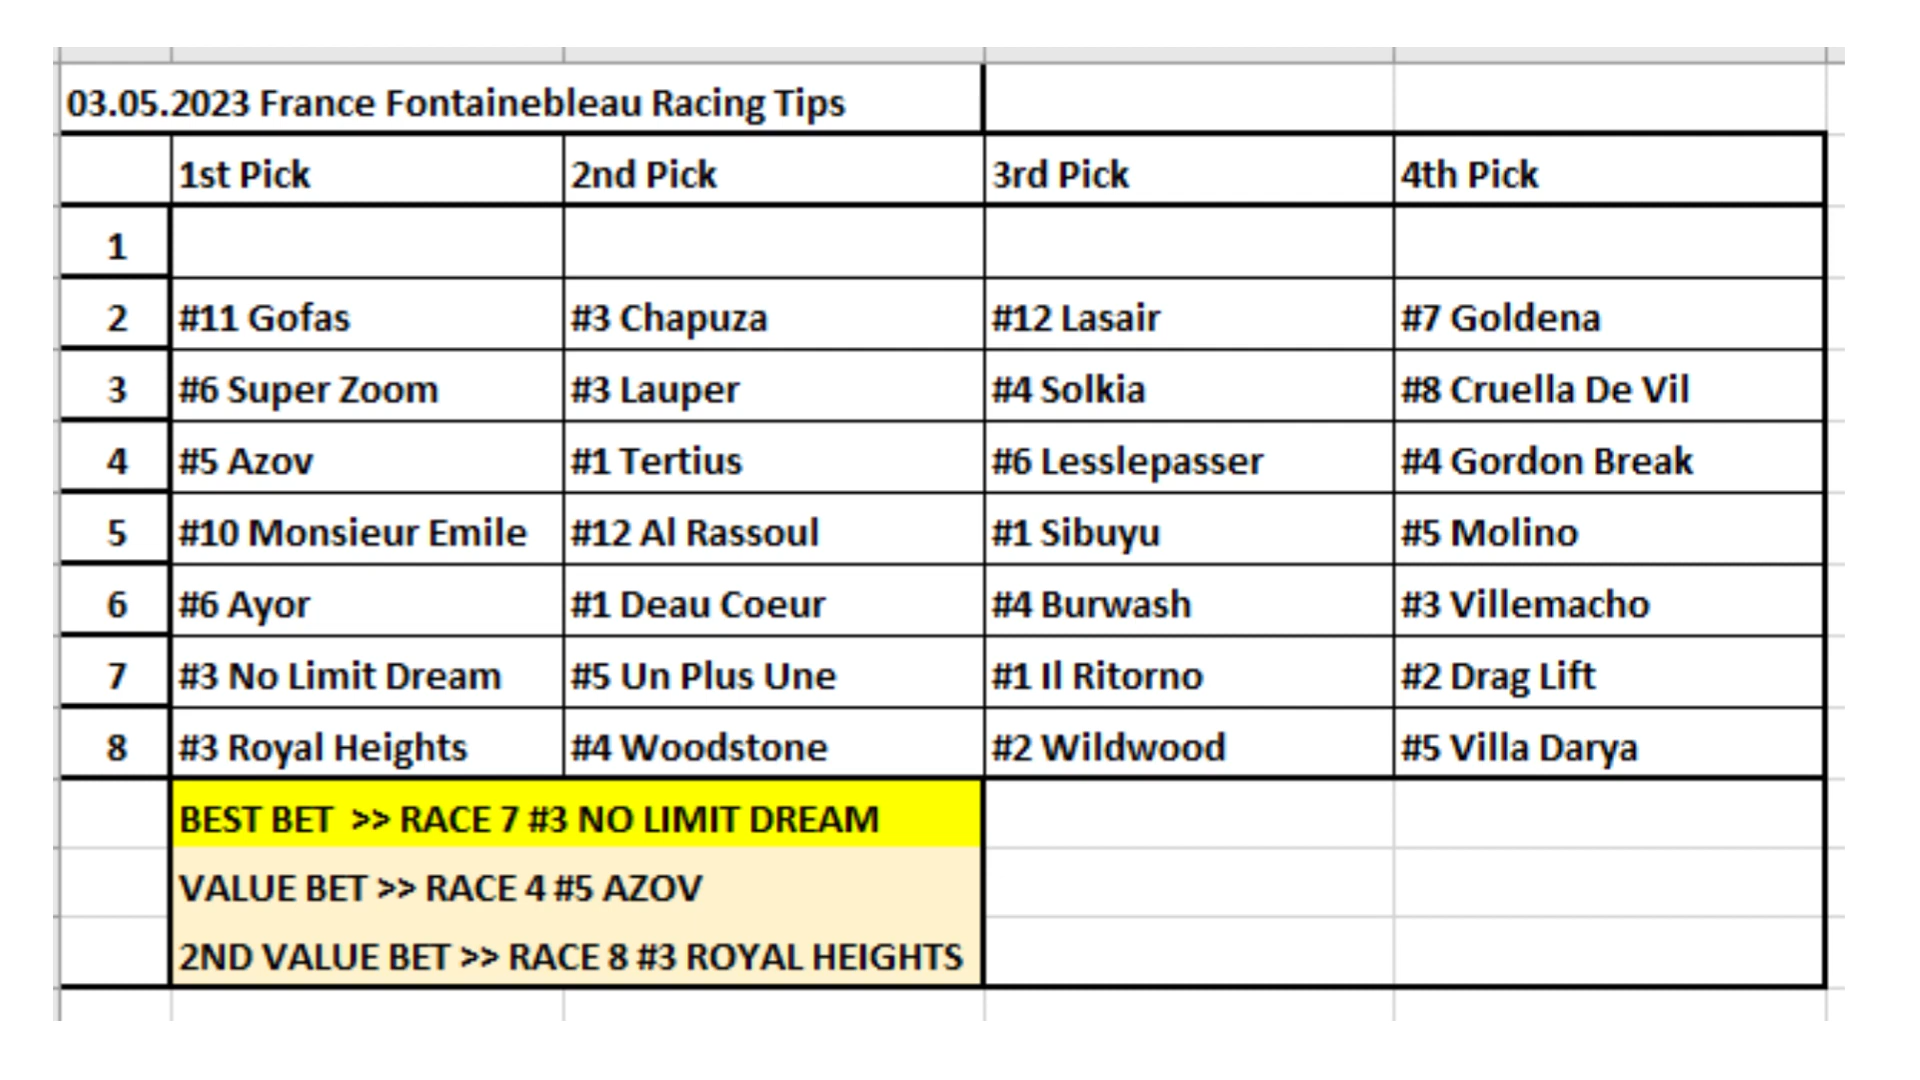 03.05.2023 France Fontainebleau Racing Tips
1st Pick 2nd Pick 3rd Pick 4th Pick
1
2 #11 Gofas #3 Chapuza #12 Lasair #7 Goldena
3 #6 Super Zoom #3 Lauper #4 Solkia #8 Cruella De Vil
4 #5 Azov #1 Tertius #6 Lesslepasser #4 Gordon Break
5 #10 Monsieur Emile #12 Al Rassoul #1 Sibuyu #5 Molino
6 #6 Ayor #1 Deau Coeur #4 Burwash #3 Villemacho
7 #3 No Limit Dream #5 Un Plus Une #1 Il Ritorno #2 Drag Lift
8 #3 Royal Heights #4 Woodstone #2 Wildwood #5 Villa Darya
BEST BET >> RACE 7 #3 NO LIMIT DREAM
VALUE BET >> RACE 4 #5 AZOV
2ND VALUE BET >> RACE 8 #3 ROYAL HEIGHTS